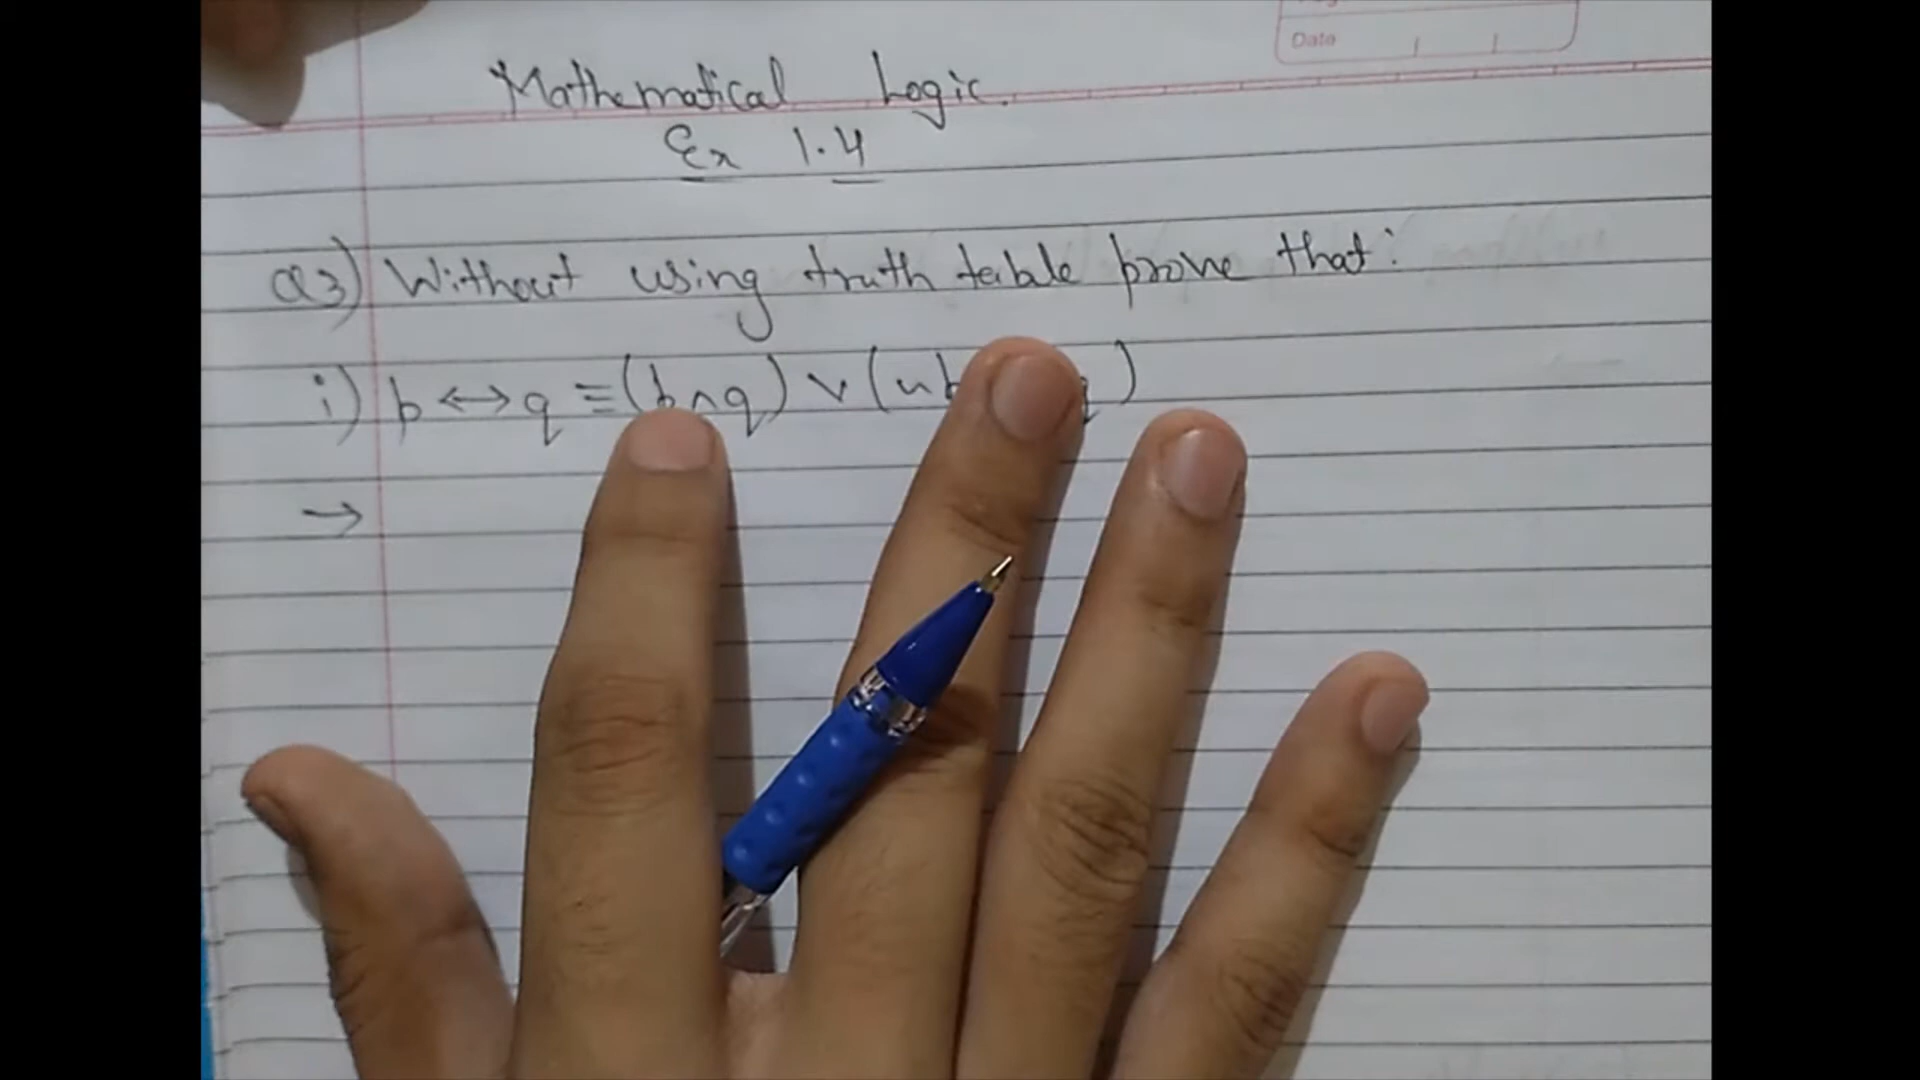 Date
Mathematical Logic.
Ex 1.4
Q3) Without using truth table prove that:
i) p ↔ q ≡ (p ∧ q) ∨ (~p q)
→